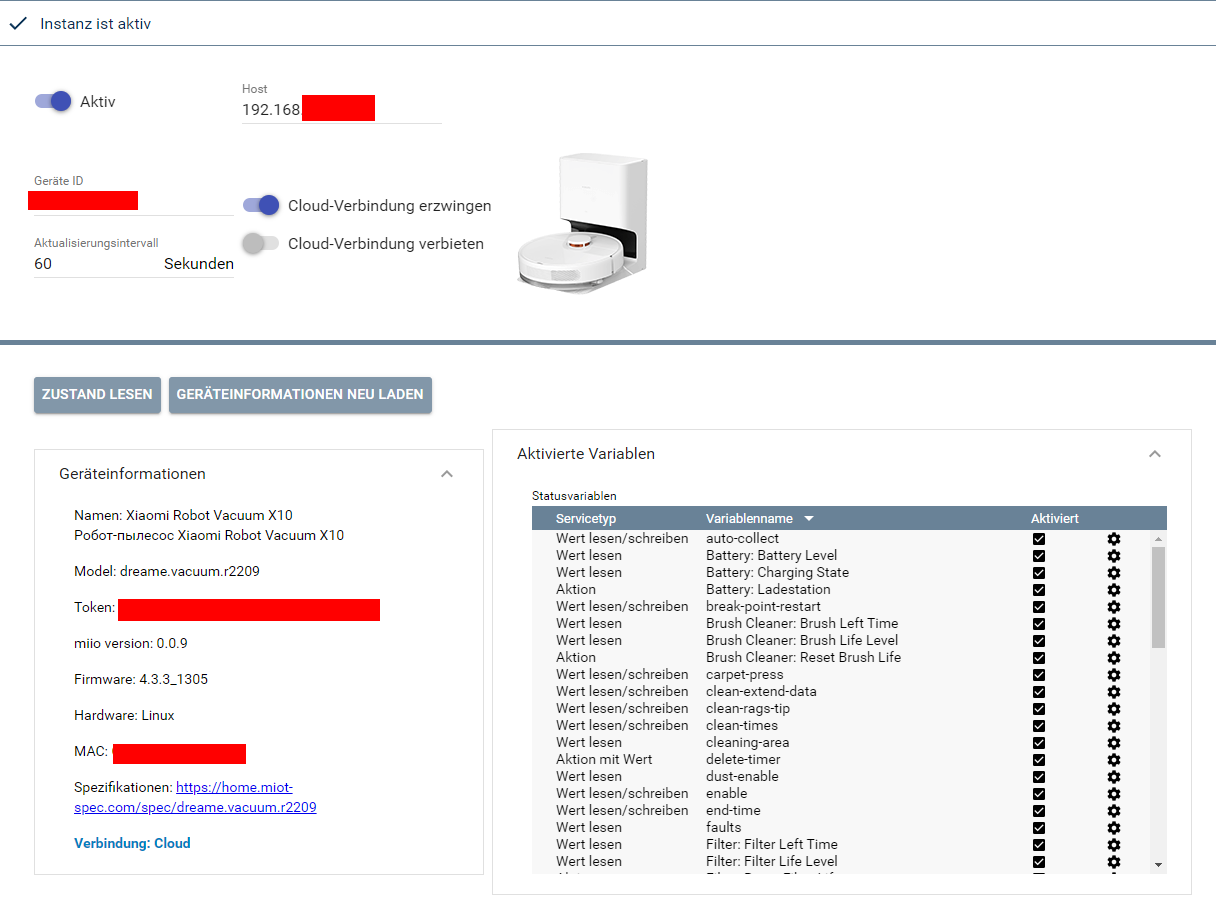 Instanz ist aktiv
Aktiv
Host
192.168.
Geräte ID
Cloud-Verbindung erzwingen
Aktualisierungsintervall
Cloud-Verbindung verbieten
60 Sekunden
ZUSTAND LESEN
GERÄTEINFORMATIONEN NEU LADEN
Geräteinformationen
Namen: Xiaomi Robot Vacuum X10
Робот-пылесос Xiaomi Robot Vacuum X10
Model: dreame.vacuum.r2209
Token:
miio version: 0.0.9
Firmware: 4.3.3_1305
Hardware: Linux
MAC:
Spezifikationen: https://home.miot-
spec.com/spec/dreame.vacuum.r2209
Verbindung: Cloud
Aktivierte Variablen
Statusvariablen
Servicetyp Variablenname Aktiviert
Wert lesen/schreiben auto-collect
Wert lesen Battery: Battery Level
Wert lesen Battery: Charging State
Aktion Battery: Ladestation
Wert lesen/schreiben break-point-restart
Wert lesen Brush Cleaner: Brush Left Time
Wert lesen Brush Cleaner: Brush Life Level
Aktion Brush Cleaner: Reset Brush Life
Wert lesen/schreiben carpet-press
Wert lesen/schreiben clean-extend-data
Wert lesen/schreiben clean-rags-tip
Wert lesen/schreiben clean-times
Wert lesen cleaning-area
Aktion mit Wert delete-timer
Wert lesen dust-enable
Wert lesen/schreiben enable
Wert lesen/schreiben end-time
Wert lesen faults
Wert lesen Filter: Filter Left Time
Wert lesen Filter: Filter Life Level